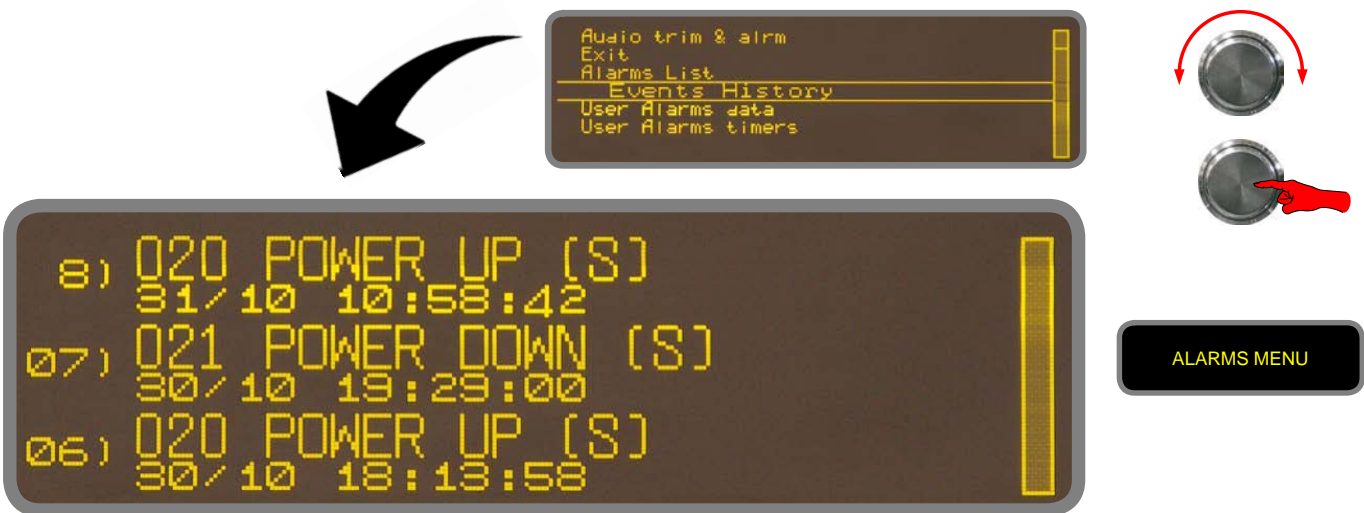 Audio trim & alrm
Exit
Alarms List
Events History
User Alarms data
User Alarms timers
8) 020 POWER UP (S)
31/10 10:58:42
07) 021 POWER DOWN (S)
30/10 19:29:00
06) 020 POWER UP (S)
30/10 18:13:58
ALARMS MENU